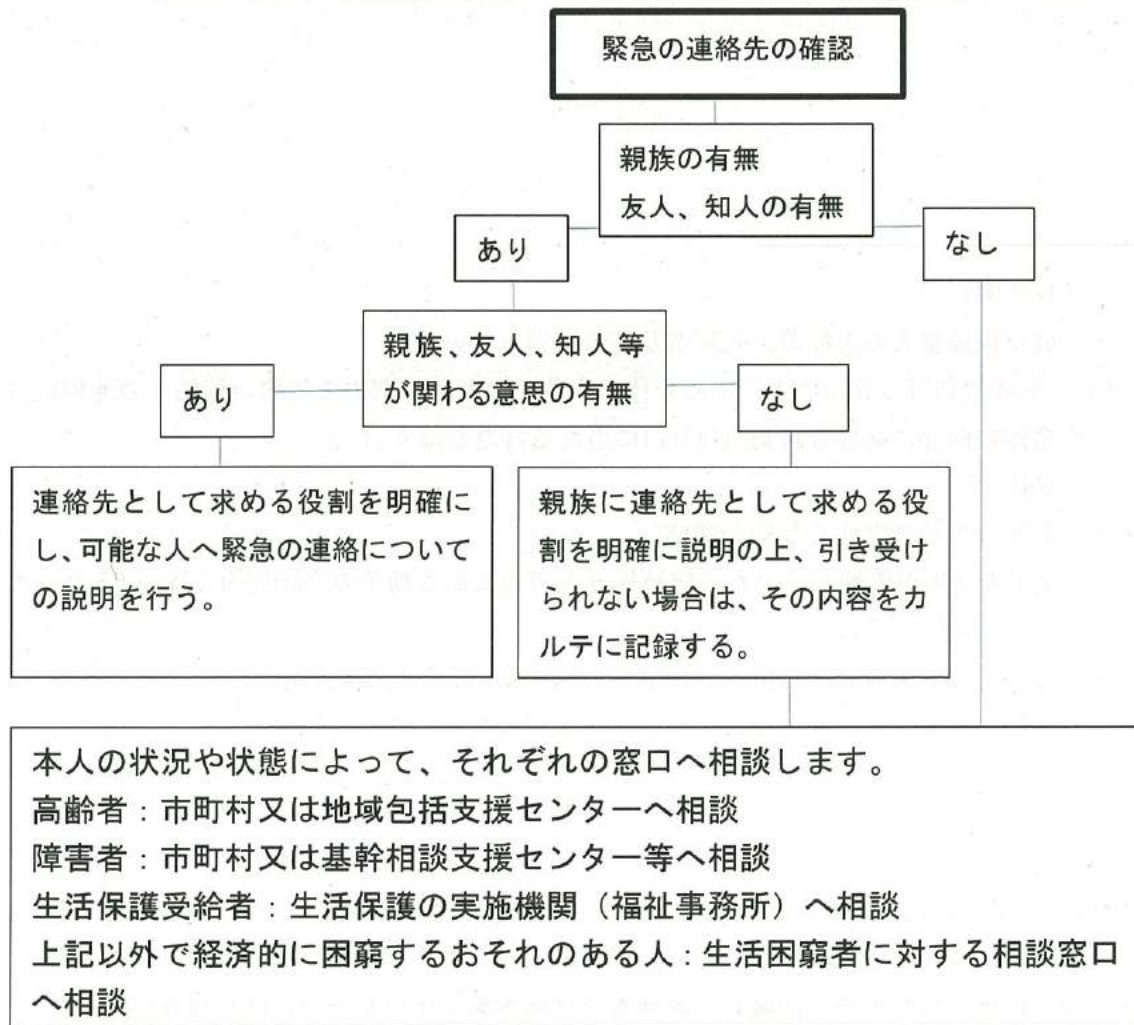 緊急の連絡先の確認
親族の有無
友人、知人の有無
あり
なし
親族、友人、知人等
が関わる意思の有無
あり
なし
連絡先として求める役割を明確に
し、可能な人へ緊急の連絡について
の説明を行う。
親族に連絡先として求める役
割を明確に説明の上、引き受け
られない場合は、その内容をカ
ルテに記録する。
本人の状況や状態によって、それぞれの窓口へ相談します。
高齢者：市町村又は地域包括支援センターへ相談
障害者：市町村又は基幹相談支援センター等へ相談
生活保護受給者：生活保護の実施機関（福祉事務所）へ相談
上記以外で経済的に困窮するおそれのある人：生活困窮者に対する相談窓口
へ相談